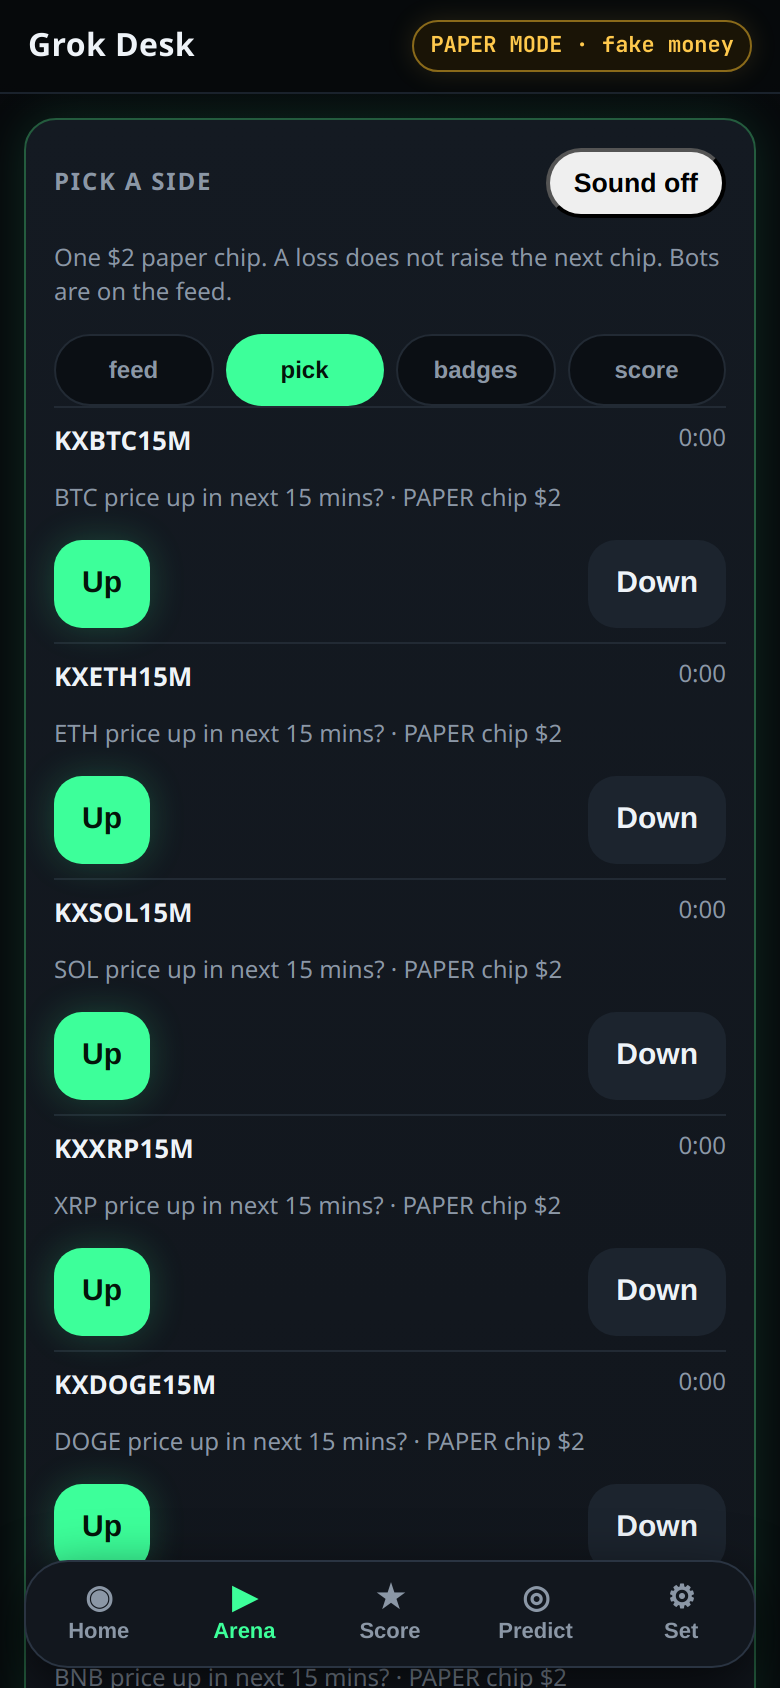 Grok Desk
PAPER MODE · fake money
PICK A SIDE
Sound off
One $2 paper chip. A loss does not raise the next chip. Bots
are on the feed.
feed
pick
badges
score
KXBTC15M
0:00
BTC price up in next 15 mins? · PAPER chip $2
Up
Down
KXETH15M
0:00
ETH price up in next 15 mins? · PAPER chip $2
Up
Down
KXSOL15M
0:00
SOL price up in next 15 mins? · PAPER chip $2
Up
Down
KXXRP15M
0:00
XRP price up in next 15 mins? · PAPER chip $2
Up
Down
KXDOGE15M
0:00
DOGE price up in next 15 mins? · PAPER chip $2
Up
Down
Home
Arena
Score
Predict
Set
BNB price up in next 15 mins? · PAPER chip $2